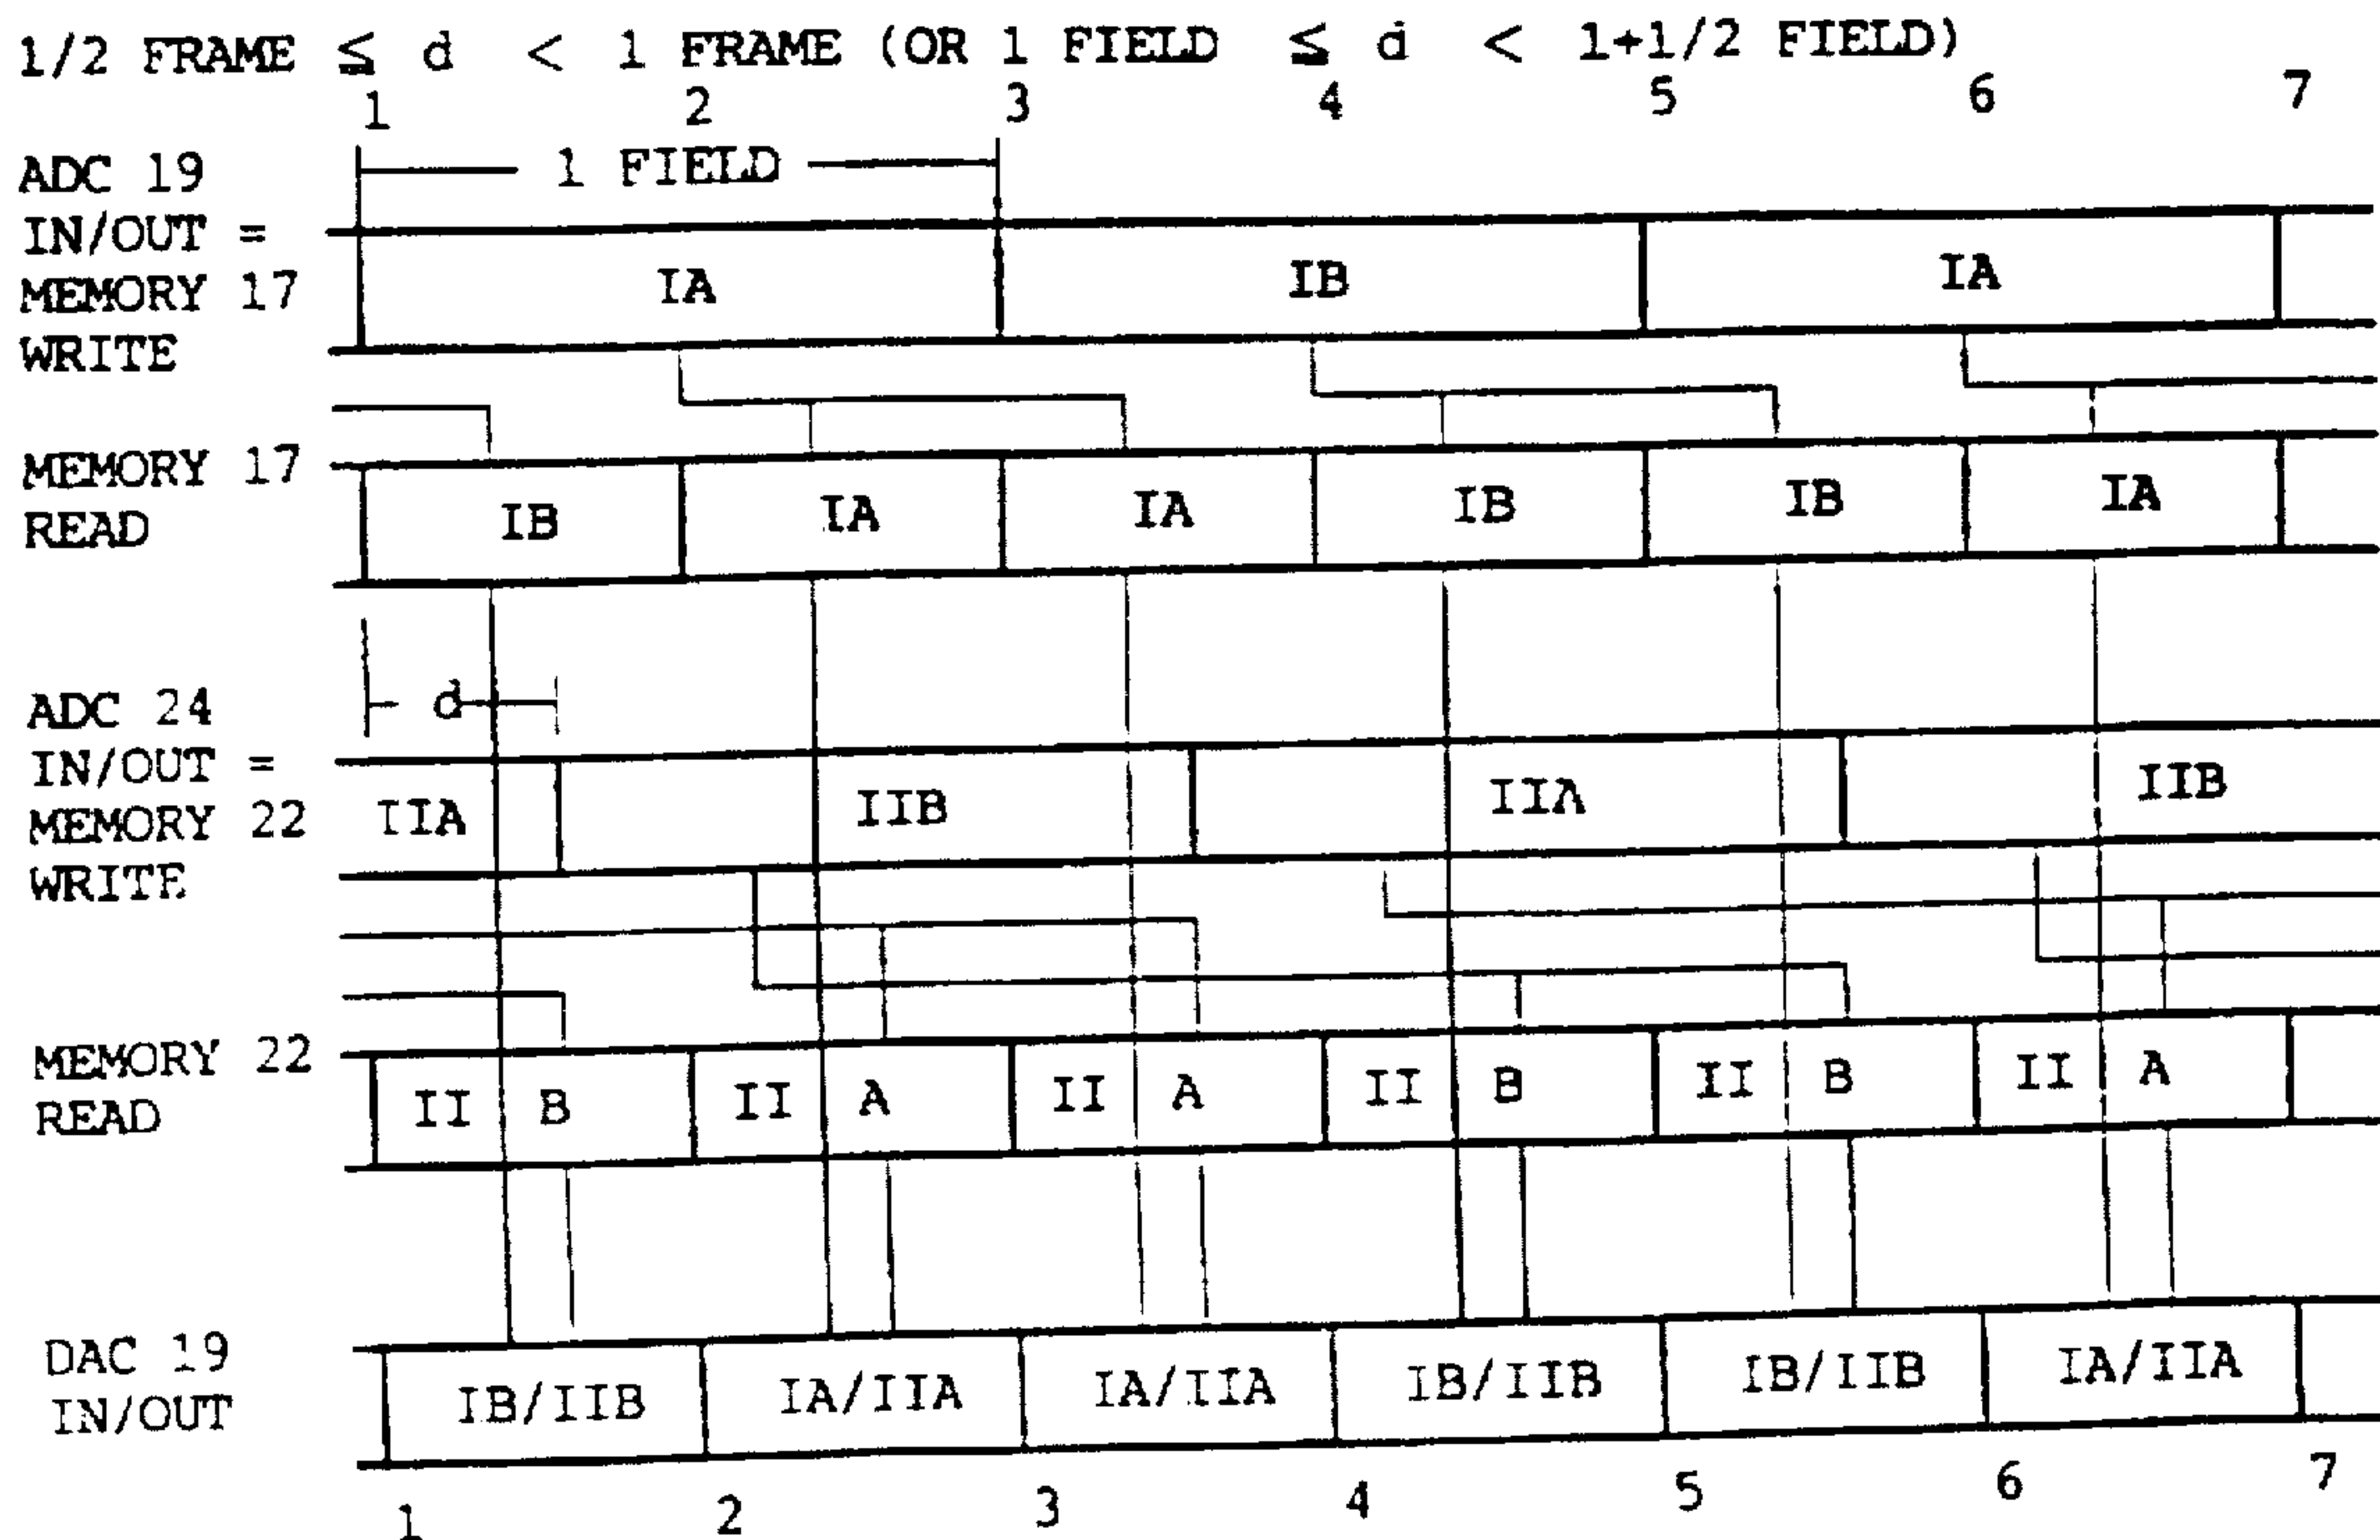 1/2 FRAME ≦ d < 1 FRAME (OR 1 FIELD ≦ d < 1+1/2 FIELD)
1 2 3 4 5 6 7
1 FIELD
ADC 19
IN/OUT =
MEMORY 17
WRITE
IA IB IA
MEMORY 17
READ
IB IA IA IB IB IA
d
ADC 24
IN/OUT =
MEMORY 22
WRITE
IIA IIB IIA IIB
MEMORY 22
READ
II B II A II A II B II B II A
DAC 19
IN/OUT
IB/IIB IA/IIA IA/IIA IB/IIB IB/IIB IA/IIA
1 2 3 4 5 6 7